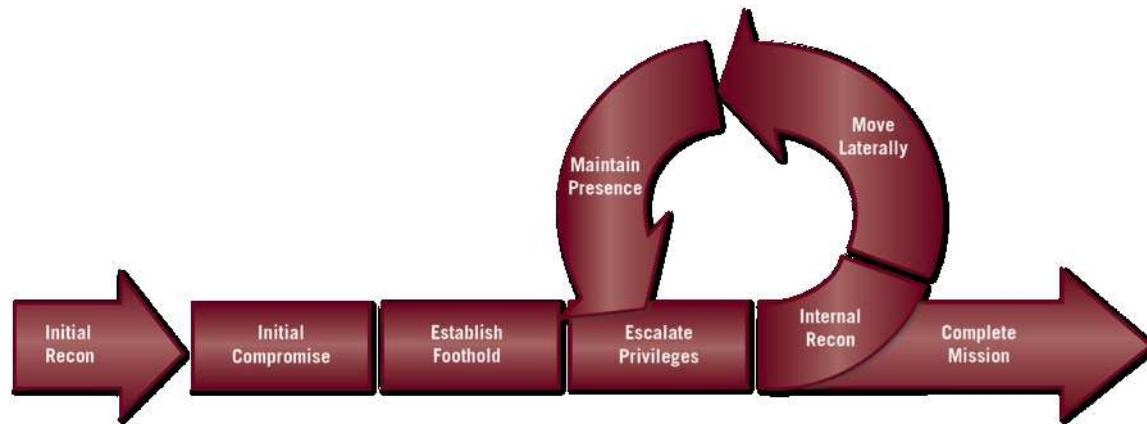 Initial
Recon
Initial
Compromise
Establish
Foothold
Escalate
Privileges
Internal
Recon
Move
Laterally
Maintain
Presence
Complete
Mission